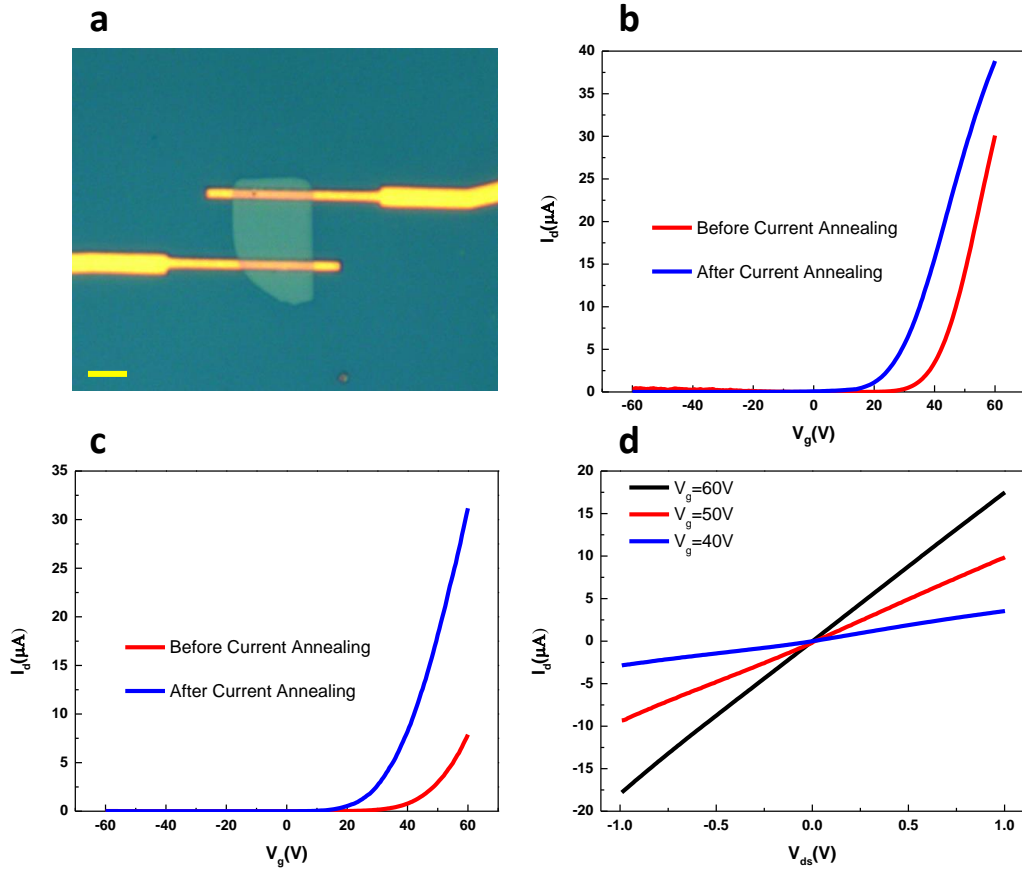 a
b
40
35
30
25
20
15
10
5
0
I_d(μA)
Before Current Annealing
After Current Annealing
-60
-40
-20
0
20
40
60
V_g(V)
c
35
30
25
20
15
10
5
0
I_d(μA)
Before Current Annealing
After Current Annealing
-60
-40
-20
0
20
40
60
V_g(V)
d
20
15
10
5
0
-5
-10
-15
-20
I_d(μA)
V_g=60V
V_g=50V
V_g=40V
-1.0
-0.5
0.0
0.5
1.0
V_ds(V)